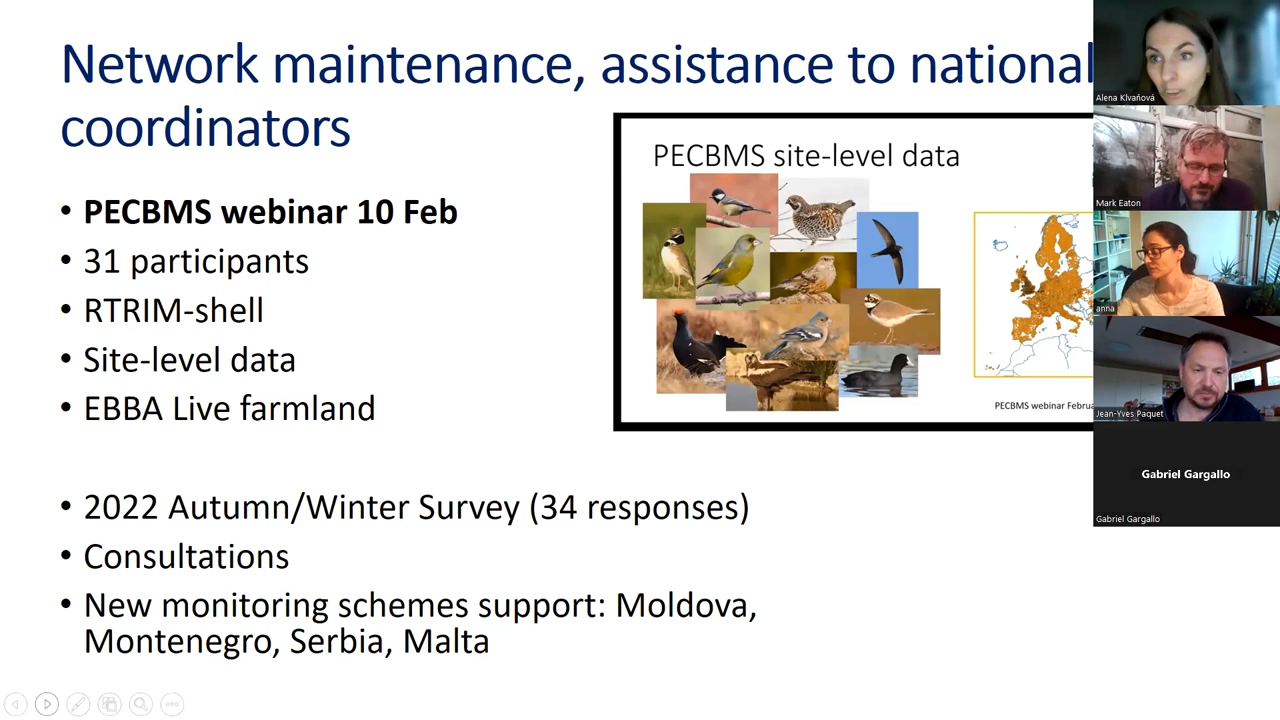 Network maintenance, assistance to national
coordinators
• PECBMS webinar 10 Feb
• 31 participants
• RTRIM-shell
• Site-level data
• EBBA Live farmland
PECBMS site-level data
PECBMS webinar Februa
• 2022 Autumn/Winter Survey (34 responses)
• Consultations
• New monitoring schemes support: Moldova,
Montenegro, Serbia, Malta
Alena Klvaňová
Mark Eaton
anna
Jean-Yves Paquet
Gabriel Gargallo
Gabriel Gargallo